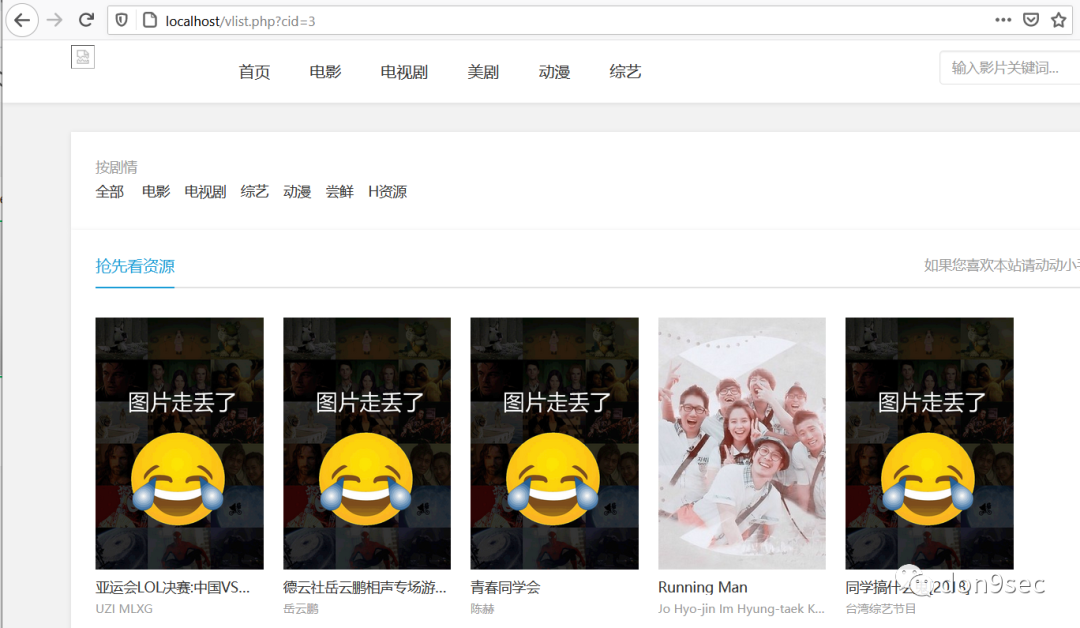 localhost/vlist.php?cid=3
首页 电影 电视剧 美剧 动漫 综艺 输入影片关键词...
按剧情
全部 电影 电视剧 综艺 动漫 尝鲜 H资源
抢先看资源 如果您喜欢本站请动动小手
图片走丢了 图片走丢了 图片走丢了 图片走丢了
亚运会LOL决赛:中国VS... 德云社岳云鹏相声专场游... 青春同学会 Running Man 同学搞什 [2018]
UZI MLXG 岳云鹏 陈赫 Jo Hyo-jin Im Hyung-taek K... 台湾综艺节目
don9sec